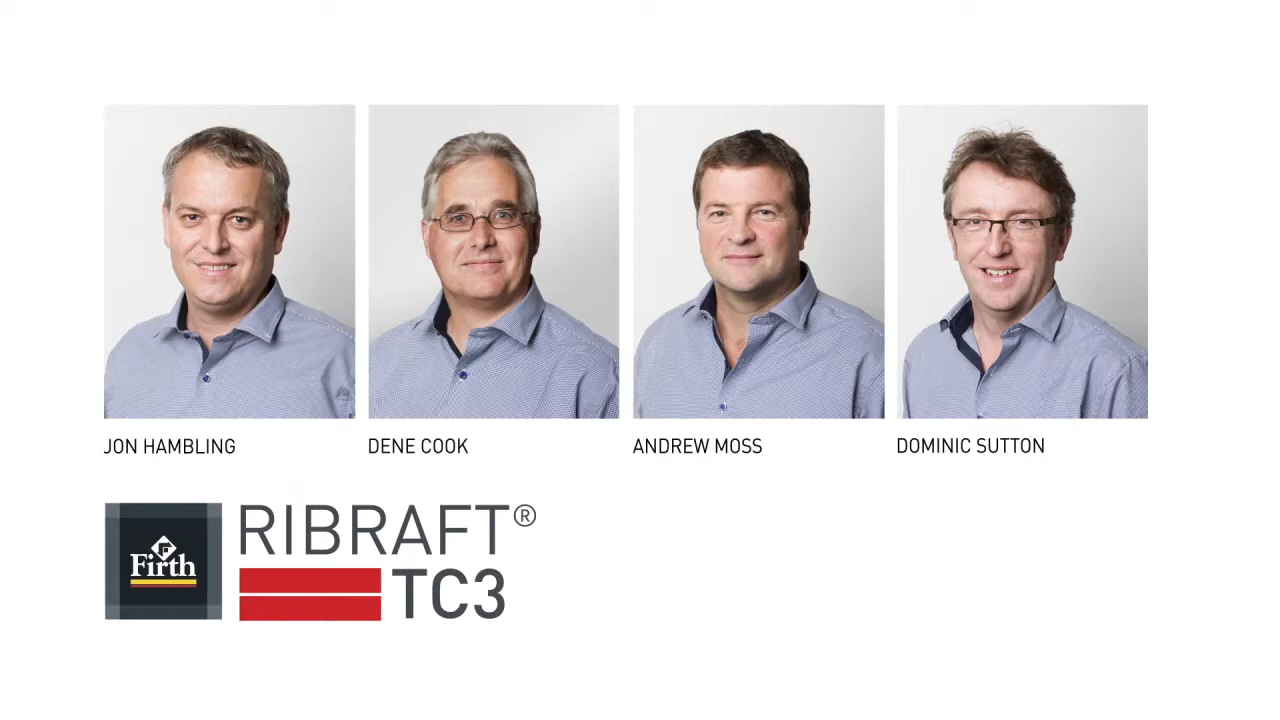 JON HAMBLING
DENE COOK
ANDREW MOSS
DOMINIC SUTTON
Firth
RIBRAFT®
TC3